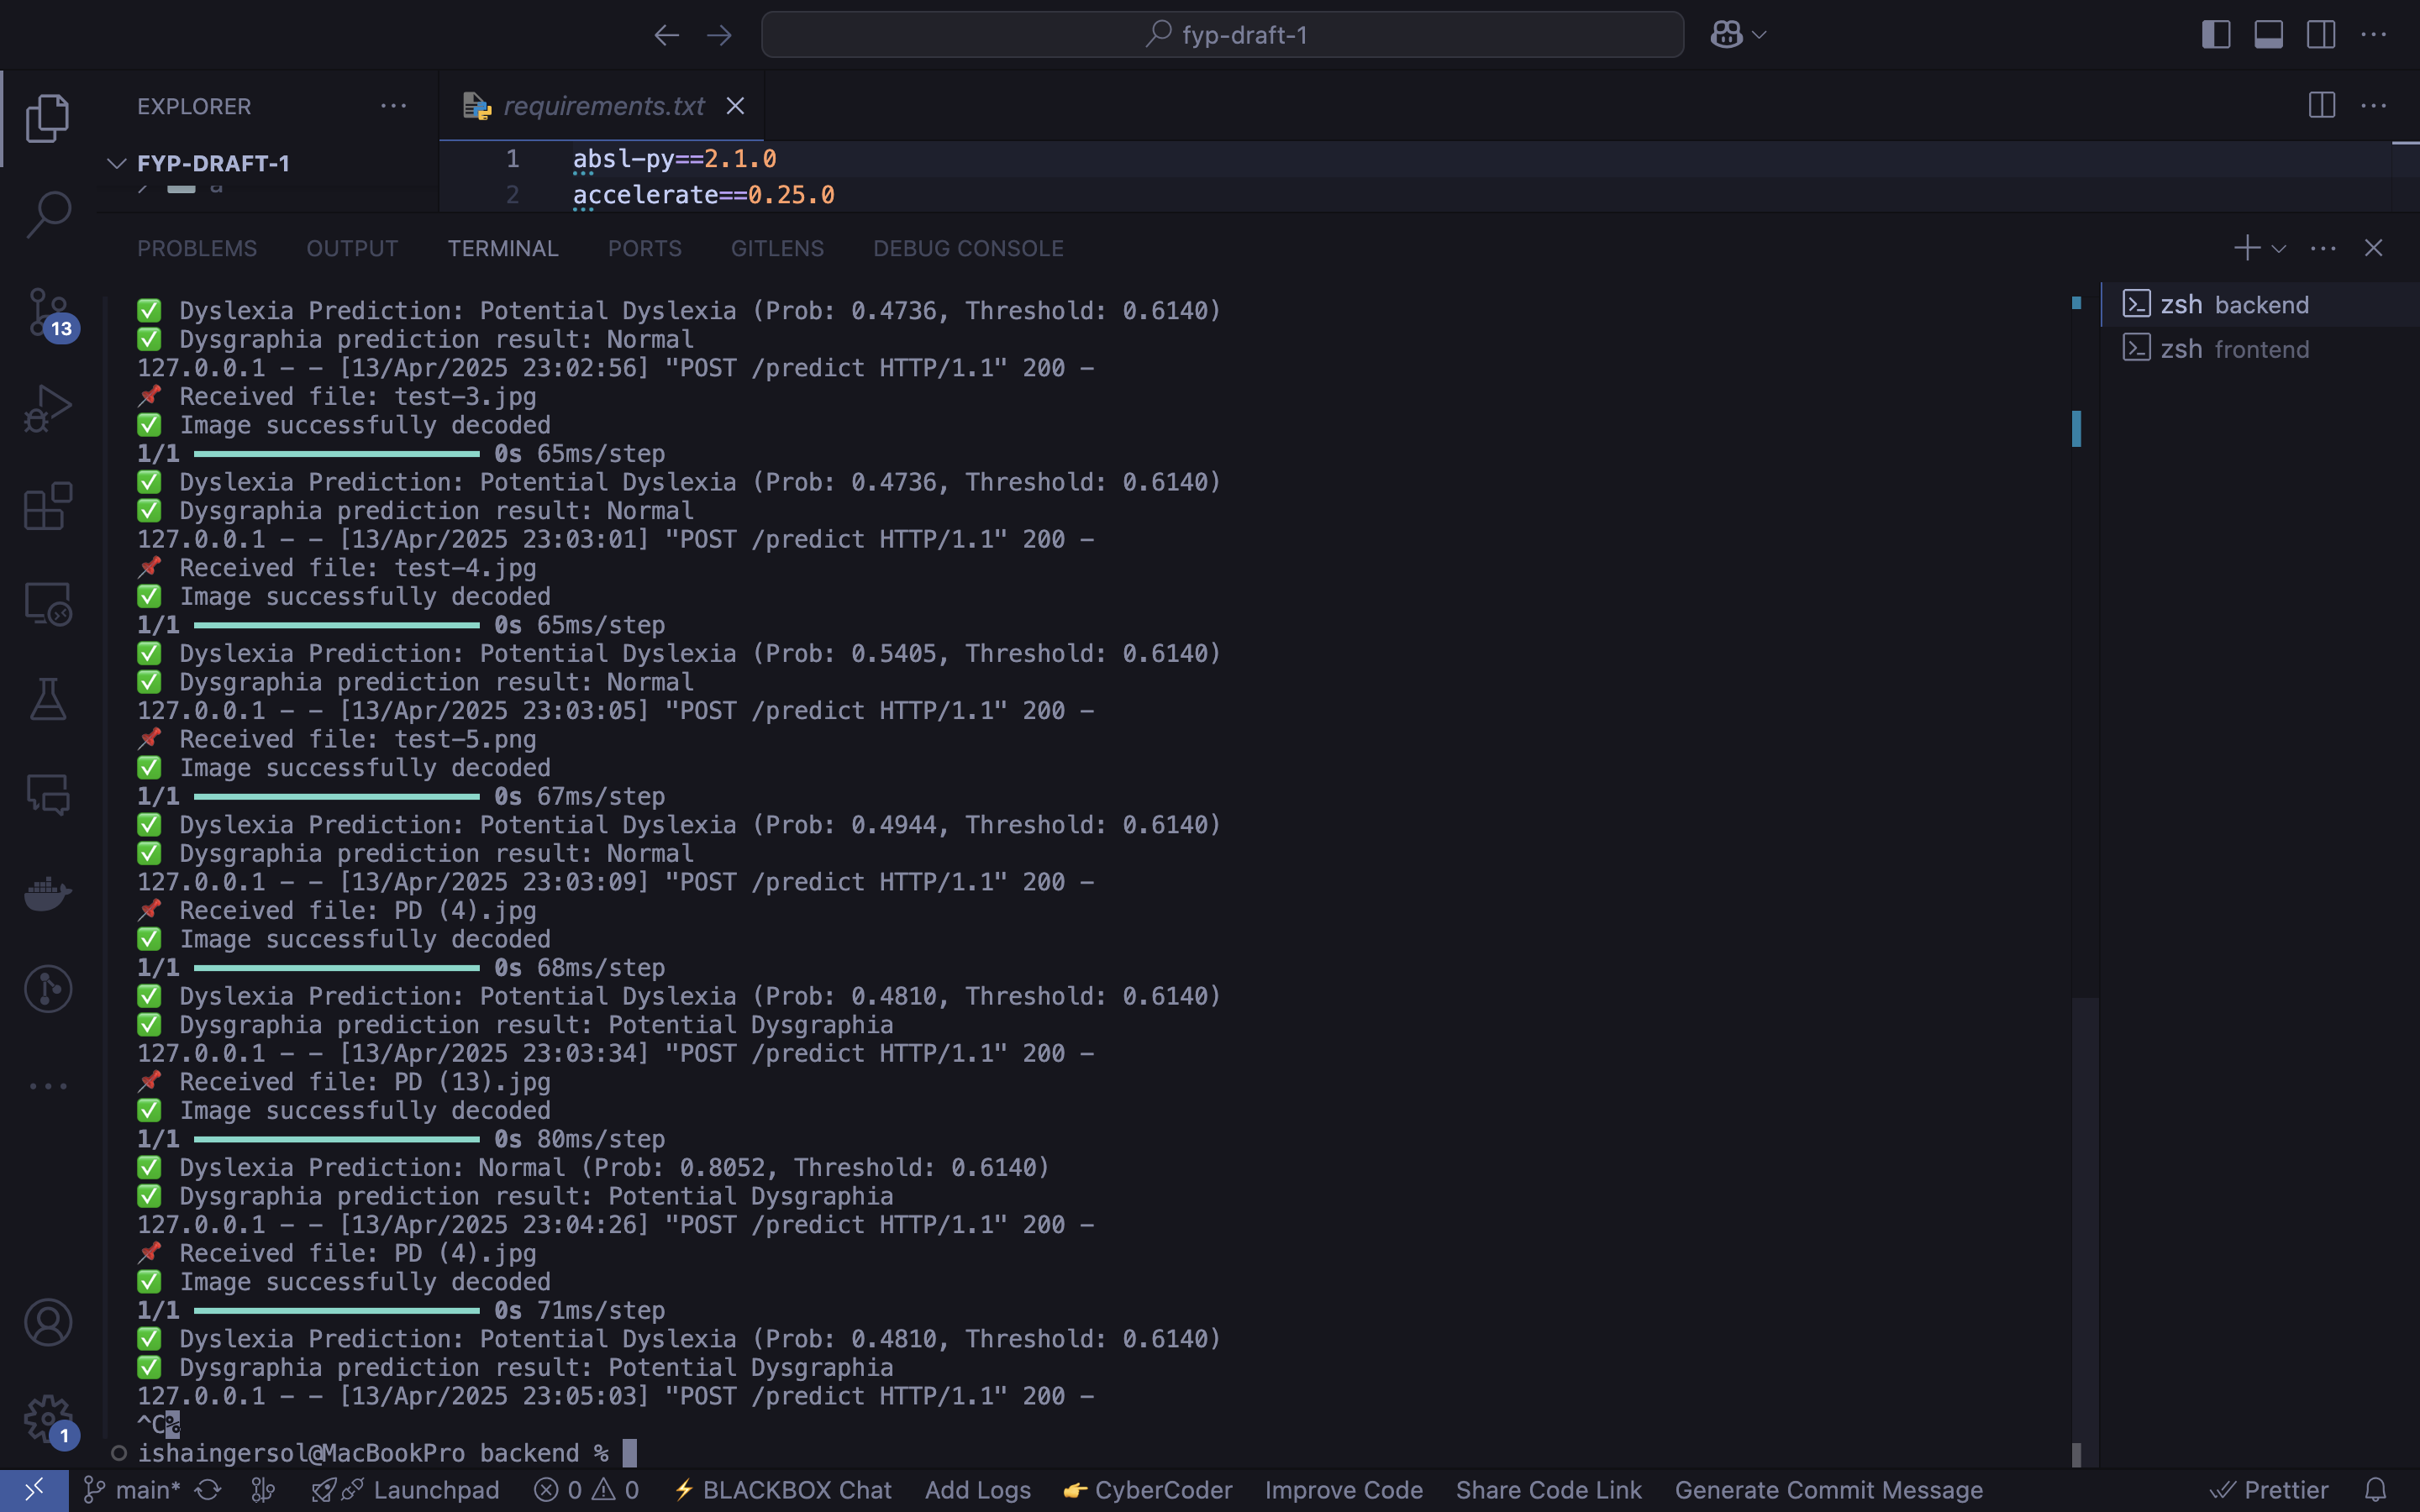 fyp-draft-1
EXPLORER
requirements.txt
FYP-DRAFT-1
a
1 absl-py==2.1.0
2 accelerate==0.25.0
PROBLEMS OUTPUT TERMINAL PORTS GITLENS DEBUG CONSOLE
zsh backend
zsh frontend
13
✅ Dyslexia Prediction: Potential Dyslexia (Prob: 0.4736, Threshold: 0.6140)
✅ Dysgraphia prediction result: Normal
127.0.0.1 - - [13/Apr/2025 23:02:56] "POST /predict HTTP/1.1" 200 -
📌 Received file: test-3.jpg
✅ Image successfully decoded
1/1 ━━━━━━━━━━━━━━━━━━━━ 0s 65ms/step
✅ Dyslexia Prediction: Potential Dyslexia (Prob: 0.4736, Threshold: 0.6140)
✅ Dysgraphia prediction result: Normal
127.0.0.1 - - [13/Apr/2025 23:03:01] "POST /predict HTTP/1.1" 200 -
📌 Received file: test-4.jpg
✅ Image successfully decoded
1/1 ━━━━━━━━━━━━━━━━━━━━ 0s 65ms/step
✅ Dyslexia Prediction: Potential Dyslexia (Prob: 0.5405, Threshold: 0.6140)
✅ Dysgraphia prediction result: Normal
127.0.0.1 - - [13/Apr/2025 23:03:05] "POST /predict HTTP/1.1" 200 -
📌 Received file: test-5.png
✅ Image successfully decoded
1/1 ━━━━━━━━━━━━━━━━━━━━ 0s 67ms/step
✅ Dyslexia Prediction: Potential Dyslexia (Prob: 0.4944, Threshold: 0.6140)
✅ Dysgraphia prediction result: Normal
127.0.0.1 - - [13/Apr/2025 23:03:09] "POST /predict HTTP/1.1" 200 -
📌 Received file: PD (4).jpg
✅ Image successfully decoded
1/1 ━━━━━━━━━━━━━━━━━━━━ 0s 68ms/step
✅ Dyslexia Prediction: Potential Dyslexia (Prob: 0.4810, Threshold: 0.6140)
✅ Dysgraphia prediction result: Potential Dysgraphia
127.0.0.1 - - [13/Apr/2025 23:03:34] "POST /predict HTTP/1.1" 200 -
📌 Received file: PD (13).jpg
✅ Image successfully decoded
1/1 ━━━━━━━━━━━━━━━━━━━━ 0s 80ms/step
✅ Dyslexia Prediction: Normal (Prob: 0.8052, Threshold: 0.6140)
✅ Dysgraphia prediction result: Potential Dysgraphia
127.0.0.1 - - [13/Apr/2025 23:04:26] "POST /predict HTTP/1.1" 200 -
📌 Received file: PD (4).jpg
✅ Image successfully decoded
1/1 ━━━━━━━━━━━━━━━━━━━━ 0s 71ms/step
✅ Dyslexia Prediction: Potential Dyslexia (Prob: 0.4810, Threshold: 0.6140)
✅ Dysgraphia prediction result: Potential Dysgraphia
127.0.0.1 - - [13/Apr/2025 23:05:03] "POST /predict HTTP/1.1" 200 -
^C%
ishaingersol@MacBookPro backend %
1
main* Launchpad 0 0 BLACKBOX Chat Add Logs 👉 CyberCoder Improve Code Share Code Link Generate Commit Message Prettier